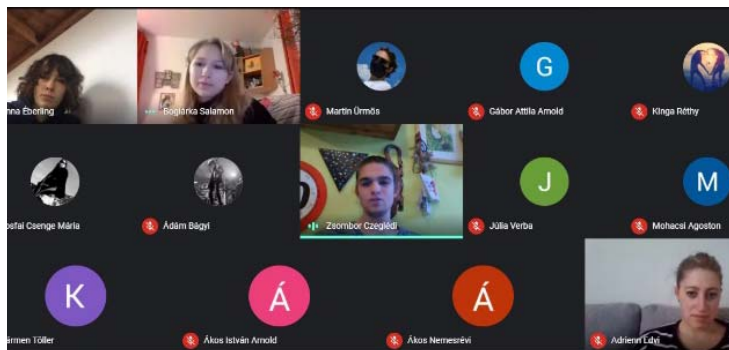 nna Éberling
Boglárka Salamon
Martin Ürmös
G
Gábor Attila Arnold
Kinga Réthy
osfai Csenge Mária
Ádám Bágyi
Zsombor Czeglédi
J
Júlia Verba
M
Mohacsi Agoston
K
ármen Töller
Á
Ákos István Arnold
Á
Ákos Nemesrévi
Adrienn